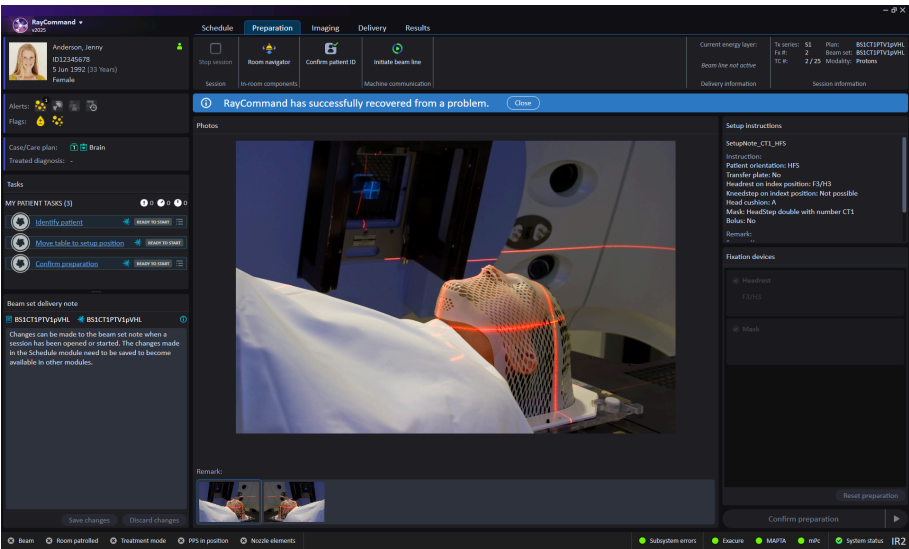 RayCommand
v2025
Schedule
Preparation
Imaging
Delivery
Results
Anderson, Jenny
ID12345678
5 Jun 1992 (33 Years)
Female
Stop session
Session
Room navigator
In-room components
Confirm patient ID
Initiate beam line
Machine communication
Current energy layer:
Beam line not active
Delivery information
Tx series: S1
Plan: BS1CT1PTV1pVHL
Fx #: 2
Beam set: BS1CT1PTV1pVHL
TC #: 2 / 25
Modality: Protons
Session information
Alerts:
1
Flags:
RayCommand has successfully recovered from a problem.
Close
Case/Care plan: Brain
Treated diagnosis: -
Tasks
MY PATIENT TASKS (3)
0 0 0
Identify patient
READY TO START
Move table to setup position
READY TO START
Confirm preparation
READY TO START
Beam set delivery note
BS1CT1PTV1pVHL
BS1CT1PTV1pVHL
Changes can be made to the beam set note when a
session has been opened or started. The changes made
in the Schedule module need to be saved to become
available in other modules.
Save changes
Discard changes
Photos
Remark:
Setup instructions
SetupNote_CT1_HFS
Instruction:
Patient orientation: HFS
Transfer plate: No
Headrest on index position: F3/H3
Kneedstep on indext position: Not possible
Head cushion: A
Mask: HeadStep double with number CT1
Bolus: No
Remark:
Fixation devices
Headrest
F3/H3
Mask
Reset preparation
Confirm preparation
Beam
Room patrolled
Treatment mode
PPS in position
Nozzle elements
Subsystem errors
Exacure
MAPTA
mPc
System status
IR2